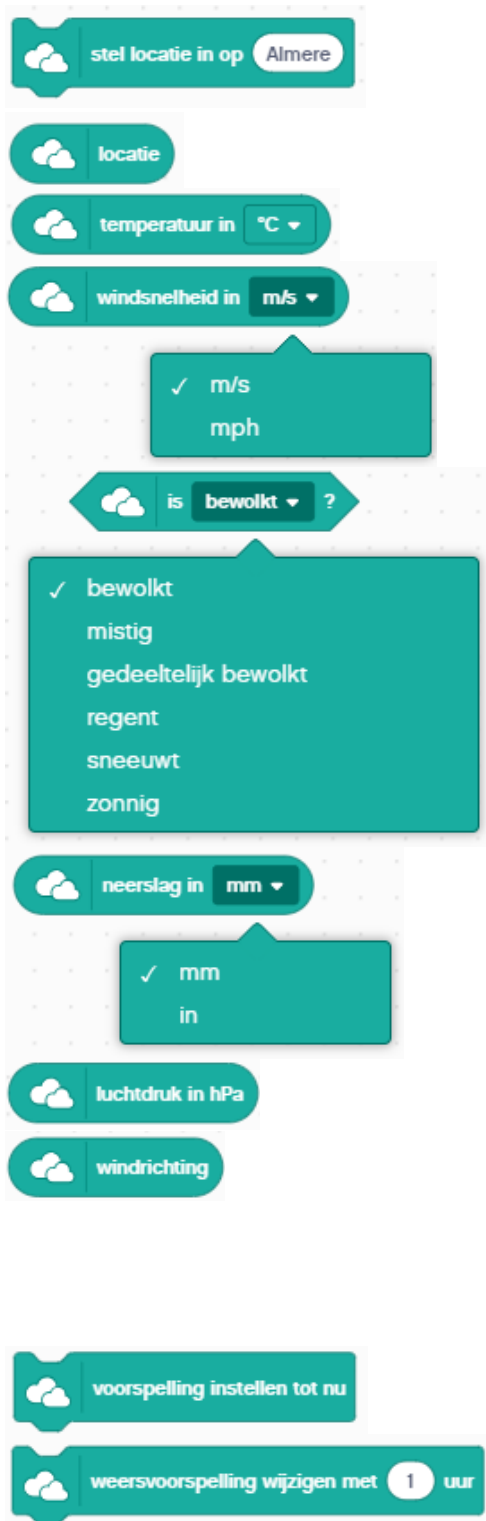 stel locatie in op Almere
locatie
temperatuur in °C
windsnelheid in m/s
✓ m/s
mph
is bewolkt ?
✓ bewolkt
mistig
gedeeltelijk bewolkt
regent
sneeuwt
zonnig
neerslag in mm
✓ mm
in
luchtdruk in hPa
windrichting
voorspelling instellen tot nu
weersvoorspelling wijzigen met 1 uur